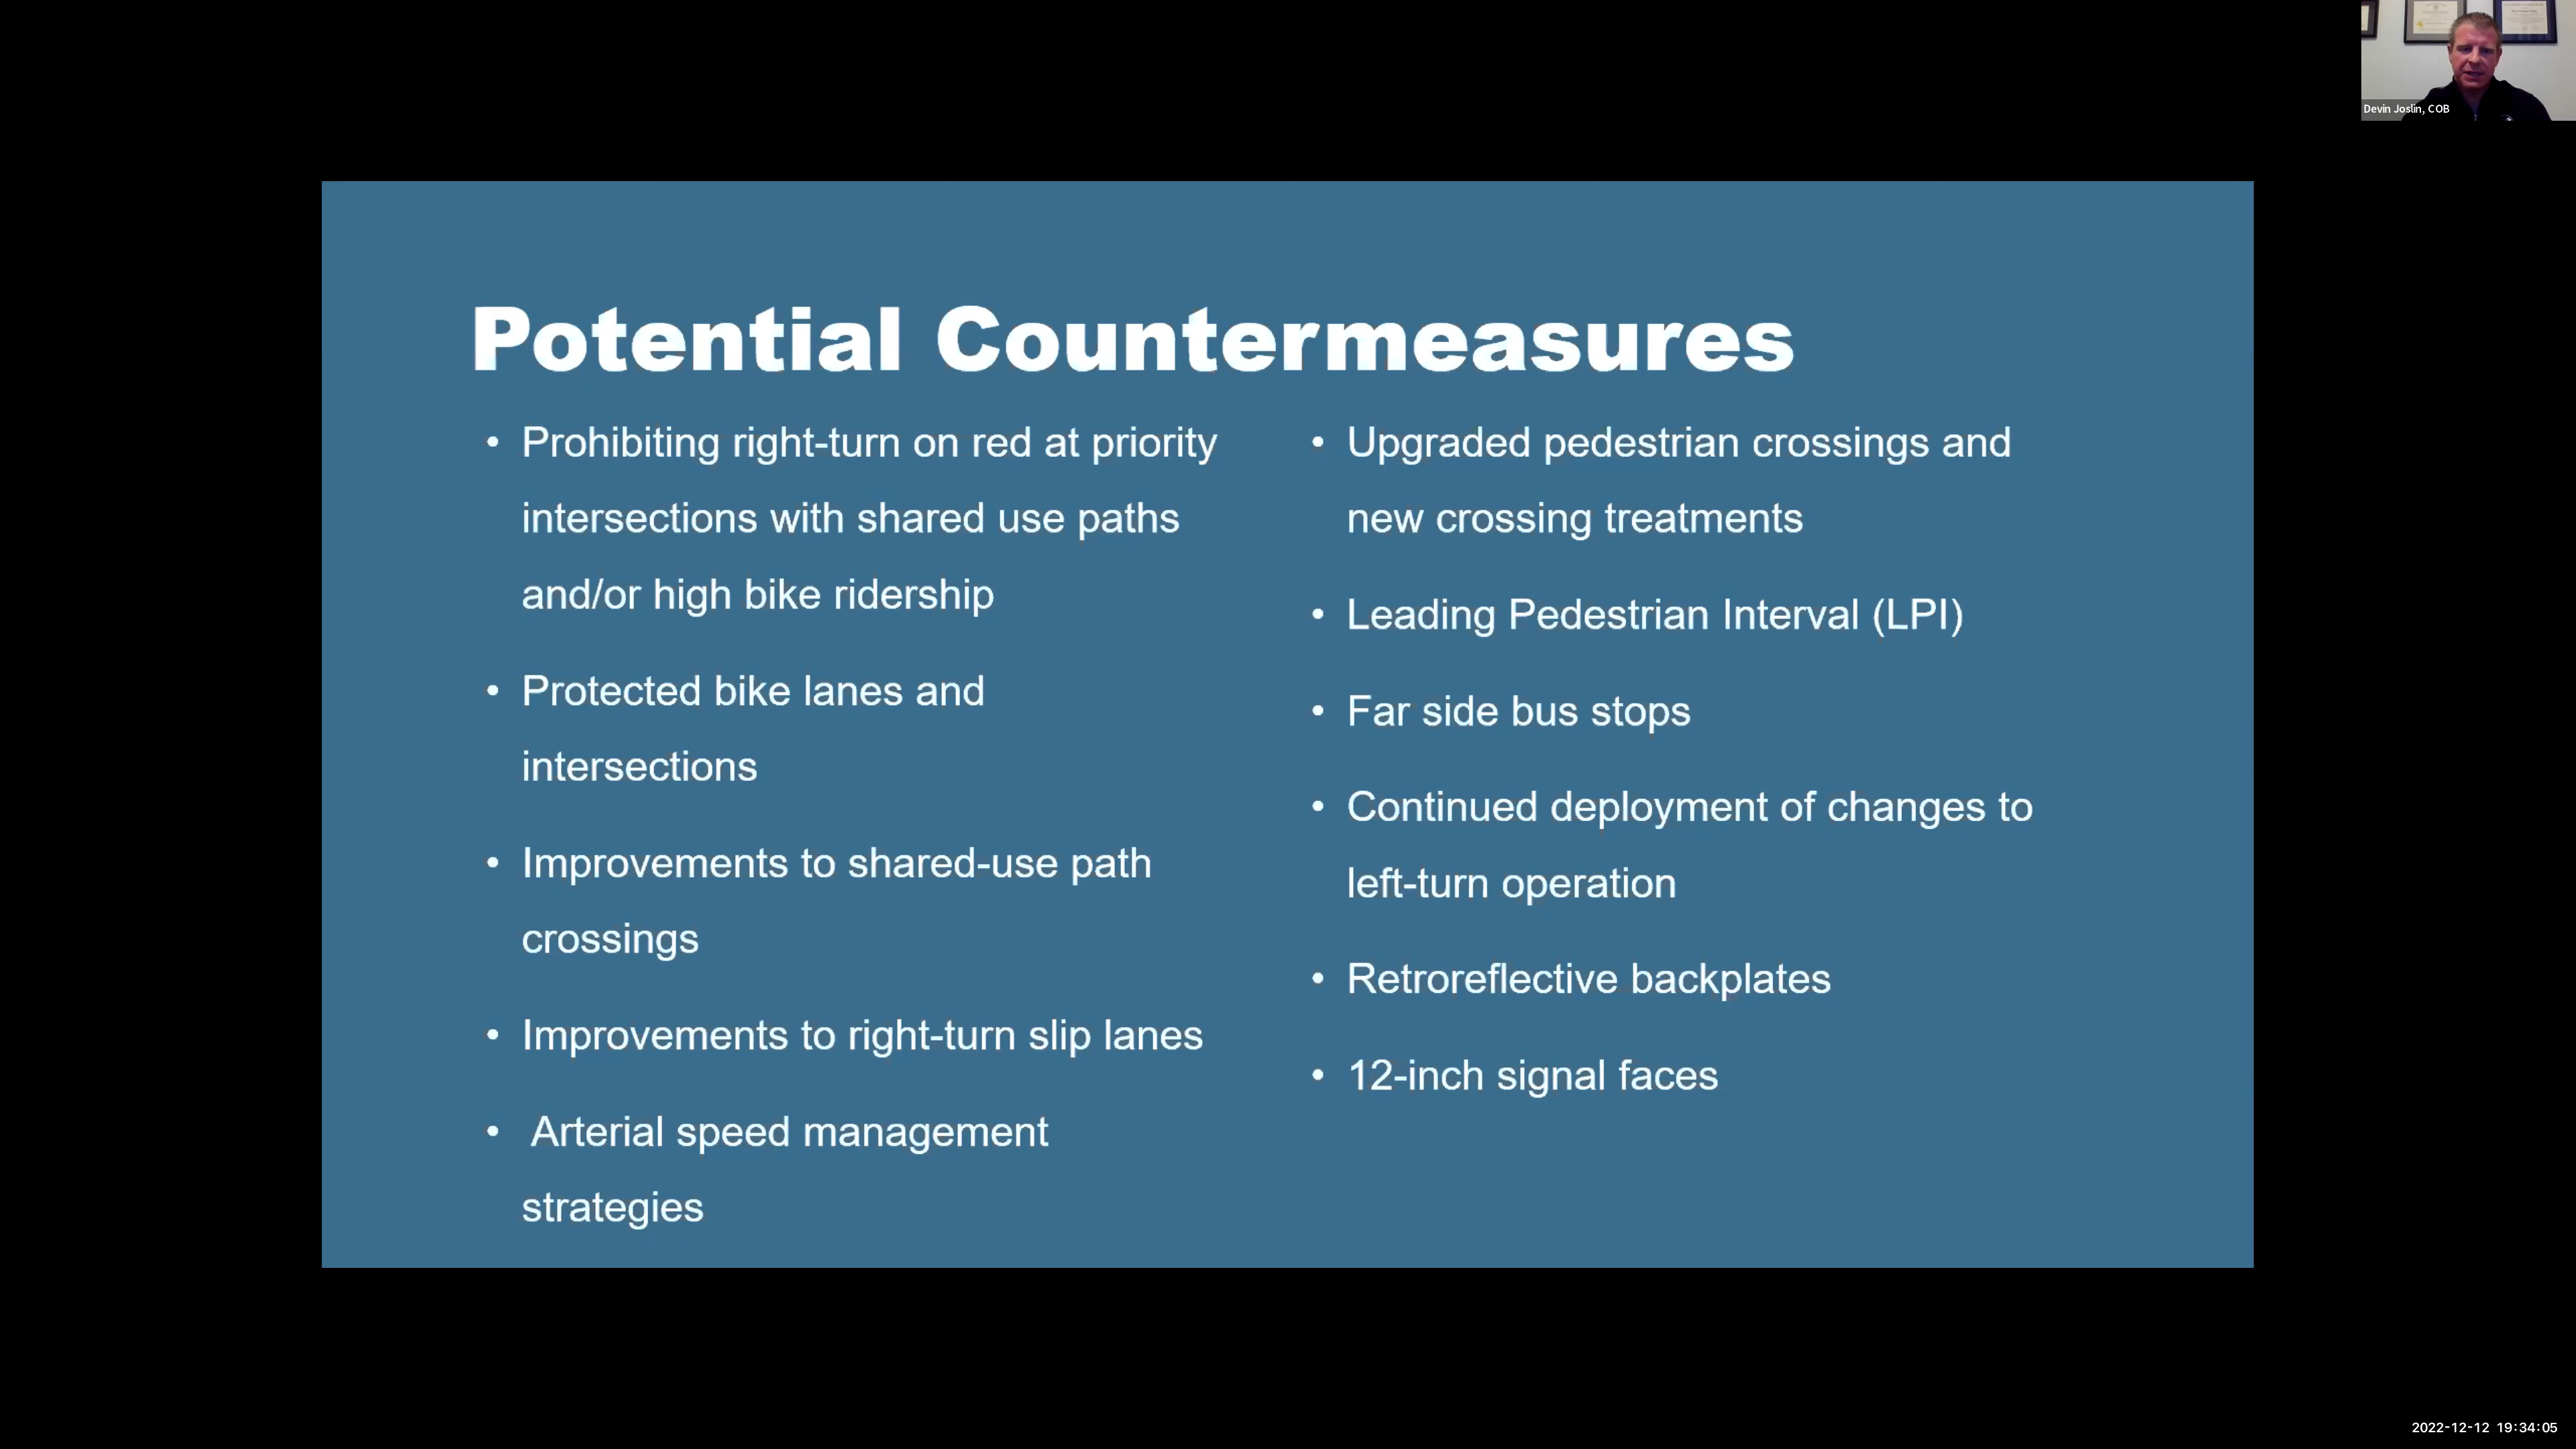 Devin Joslin, COB
Potential Countermeasures
• Prohibiting right-turn on red at priority
intersections with shared use paths
and/or high bike ridership
• Protected bike lanes and
intersections
• Improvements to shared-use path
crossings
• Improvements to right-turn slip lanes
• Arterial speed management
strategies
• Upgraded pedestrian crossings and
new crossing treatments
• Leading Pedestrian Interval (LPI)
• Far side bus stops
• Continued deployment of changes to
left-turn operation
• Retroreflective backplates
• 12-inch signal faces
2022-12-12 19:34:05